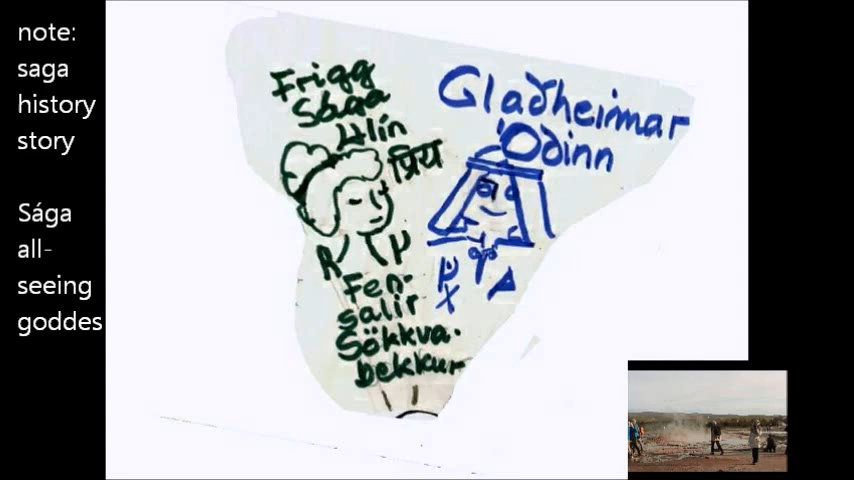 note:
saga
history
story
Sága
all-
seeing
goddes
Frigg
Sága
Hlín
प्रिय
Fen-
salir
Sökkva-
bekkur
Gladheimar
Odinn